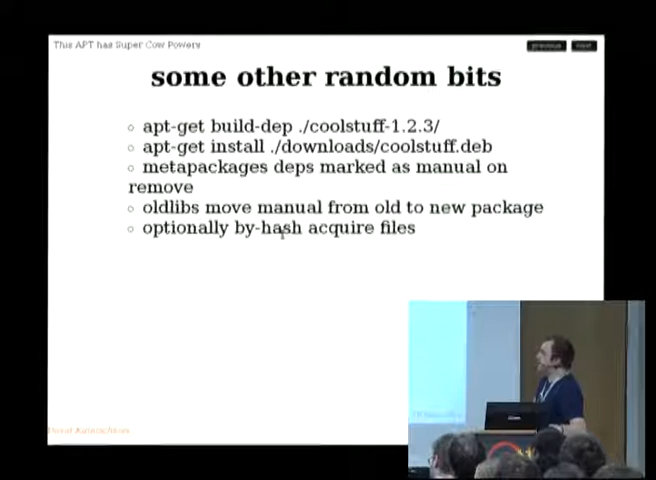 This APT has Super Cow Powers
previous next
some other random bits
◦ apt-get build-dep ./coolstuff-1.2.3/
◦ apt-get install ./downloads/coolstuff.deb
◦ metapackages deps marked as manual on
remove
◦ oldlibs move manual from old to new package
◦ optionally by-hash acquire files